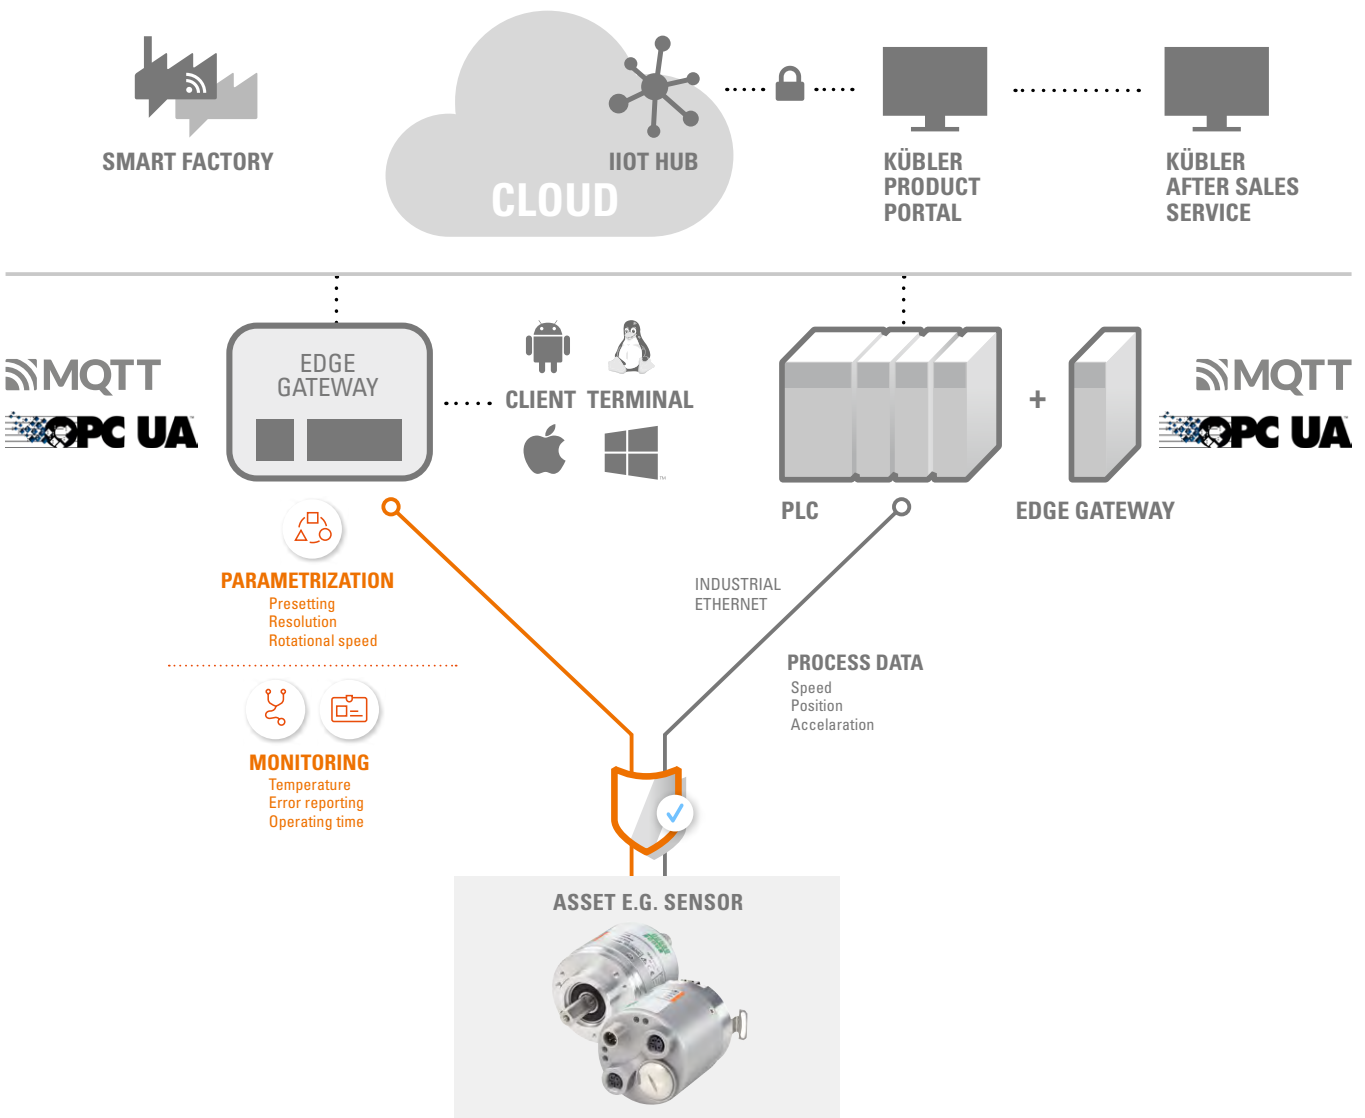 SMART FACTORY
CLOUD
IIOT HUB
KÜBLER
PRODUCT
PORTAL
KÜBLER
AFTER SALES
SERVICE
MQTT
OPC UA
EDGE
GATEWAY
CLIENT TERMINAL
TM
PLC
+
EDGE GATEWAY
MQTT
OPC UA
PARAMETRIZATION
Presetting
Resolution
Rotational speed
MONITORING
Temperature
Error reporting
Operating time
INDUSTRIAL
ETHERNET
PROCESS DATA
Speed
Position
Accelaration
ASSET E.G. SENSOR